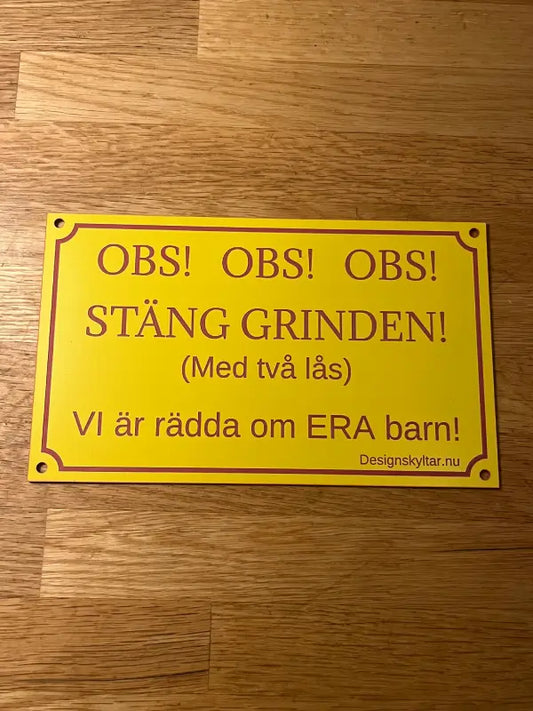 OBS! OBS! OBS!
STÄNG GRINDEN!
(Med två lås)
VI är rädda om ERA barn!
Designskyltar.nu